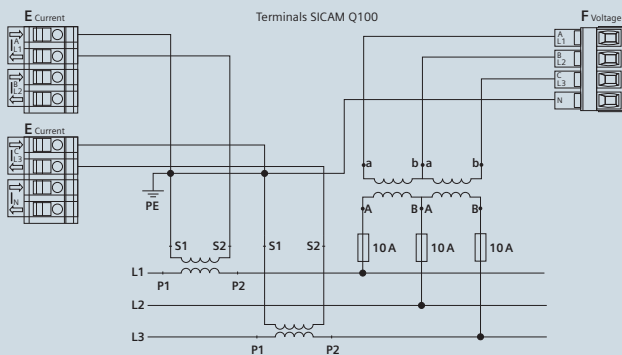 Terminals SICAM Q100
E Current
I A L1
I B L2
E Current
I C L3
I N
F Voltage
A L1
B L2
C L3
N
a b a b
A B A B
PE
10 A 10 A 10 A
S1 S2 S1 S2
L1
P1 P2
L2
L3
P1 P2